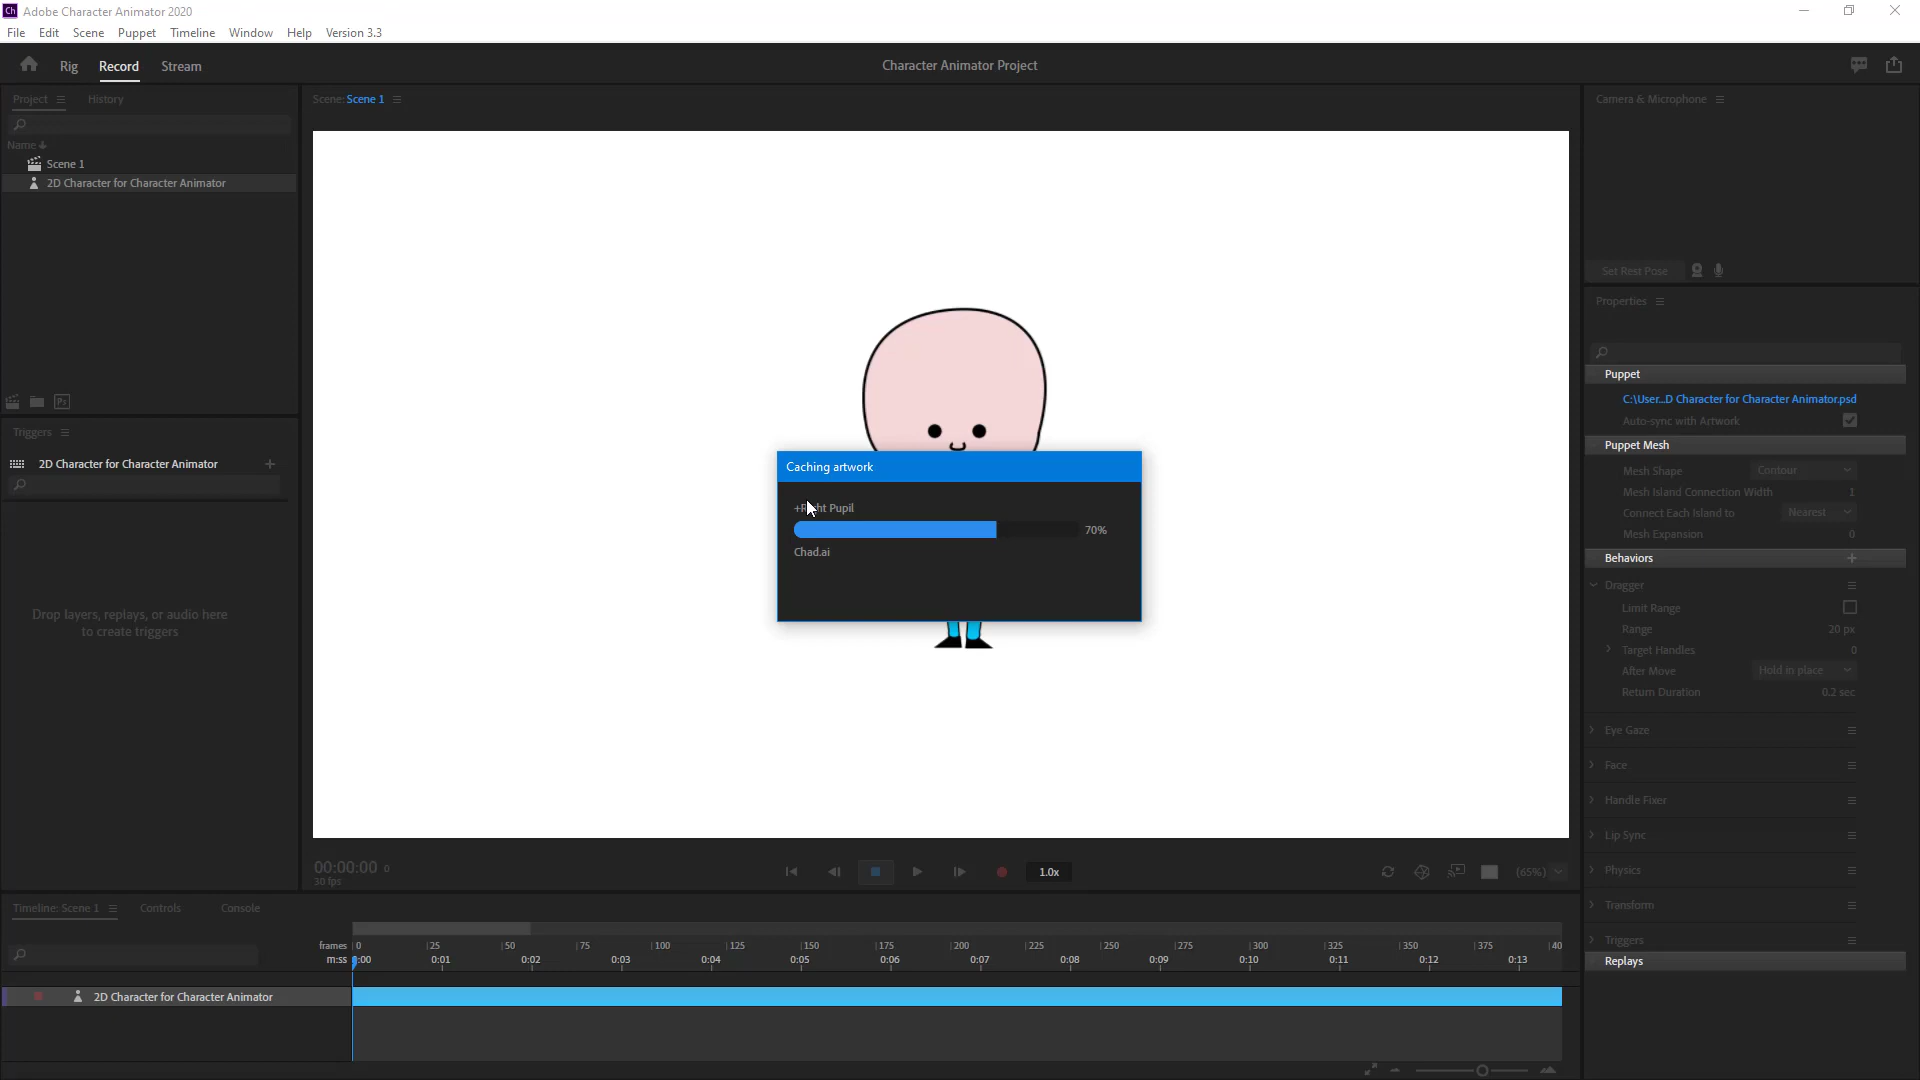 Ch Adobe Character Animator 2020
File Edit Scene Puppet Timeline Window Help Version 3.3
Rig Record Stream Character Animator Project
Project History
Name
Scene 1
2D Character for Character Animator
Ps
Triggers
2D Character for Character Animator
Drop layers, replays, or audio here
to create triggers
Scene: Scene 1
Caching artwork
Pupil
70%
Chad.ai
00:00:00 0
30 fps
1.0x
(65%)
Camera & Microphone
Set Rest Pose
Properties
Puppet
C:\User...D Character for Character Animator.psd
Auto-sync with Artwork
Puppet Mesh
Mesh Shape Contour
Mesh Island Connection Width 1
Connect Each Island to Nearest
Mesh Expansion 0
Behaviors
Dragger
Limit Range
Range 20 px
Target Handles 0
After Move Hold in place
Return Duration 0.2 sec
Eye Gaze
Face
Handle Fixer
Lip Sync
Physics
Transform
Triggers
Replays
Timeline: Scene 1 Controls Console
frames 0 25 50 75 100 125 150 175 200 225 250 275 300 325 350 375 40
m:ss :00 0:01 0:02 0:03 0:04 0:05 0:06 0:07 0:08 0:09 0:10 0:11 0:12 0:13
2D Character for Character Animator